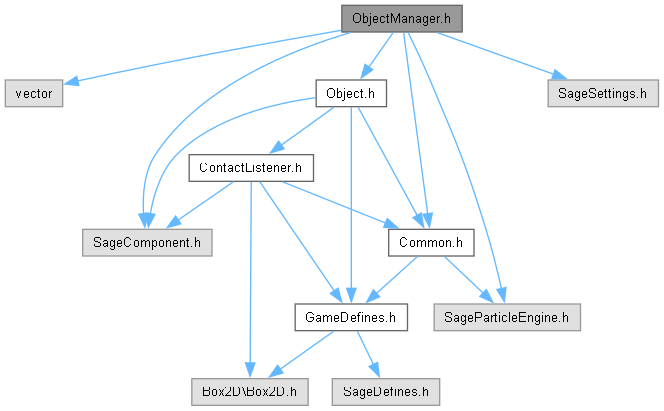 ObjectManager.h
vector
Object.h
SageSettings.h
ContactListener.h
SageComponent.h
Common.h
GameDefines.h
SageParticleEngine.h
Box2D\Box2D.h
SageDefines.h